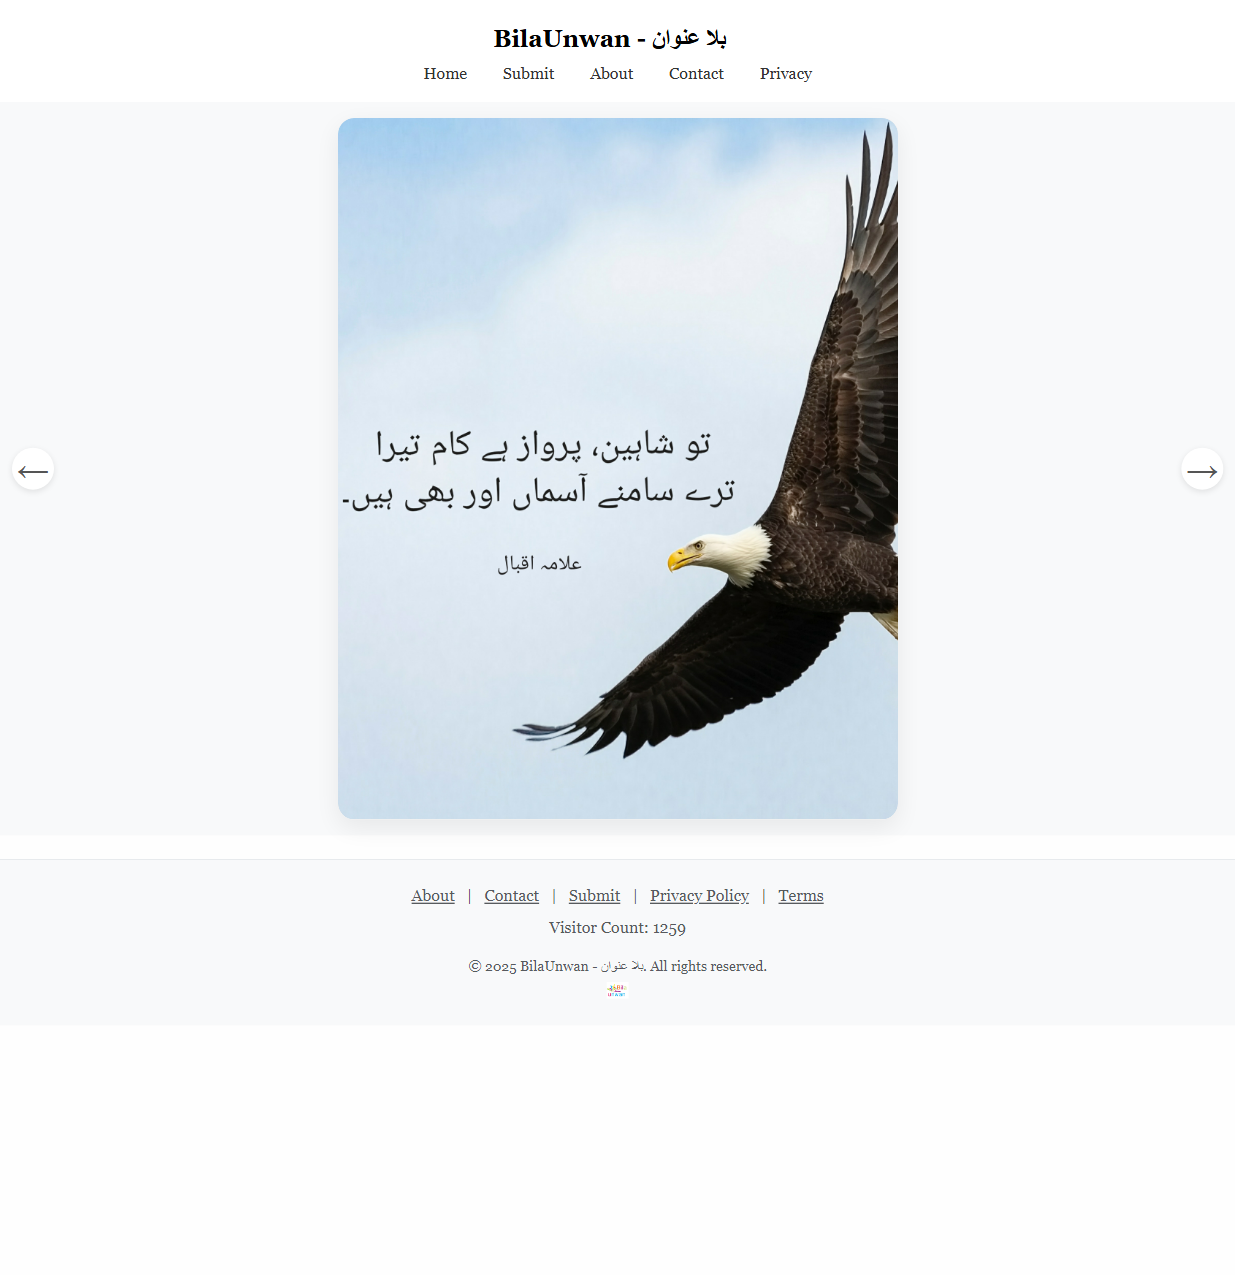 BilaUnwan - بلا عنوان
Home Submit About Contact Privacy
تو شاہین، پرواز ہے کام تیرا
ترے سامنے آسماں اور بھی ہیں۔
علامہ اقبال
←
→
About | Contact | Submit | Privacy Policy | Terms
Visitor Count: 1259
© 2025 BilaUnwan - بلا عنوان. All rights reserved.